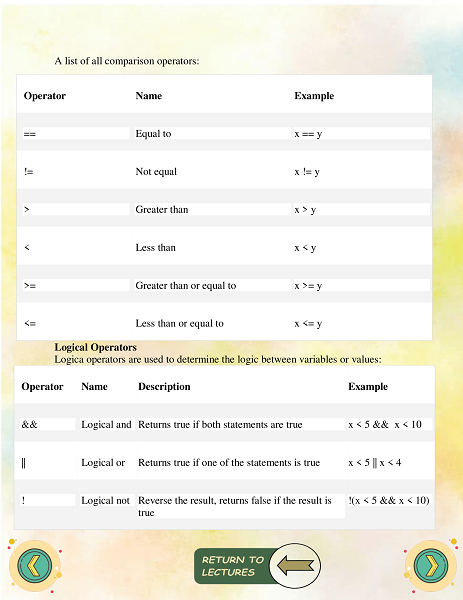 A list of all comparison operators:
Operator Name Example
== Equal to x == y
!= Not equal x != y
> Greater than x > y
< Less than x < y
>= Greater than or equal to x >= y
<= Less than or equal to x <= y
Logical Operators
Logica operators are used to determine the logic between variables or values:
Operator Name Description Example
&& Logical and Returns true if both statements are true x < 5 && x < 10
|| Logical or Returns true if one of the statements is true x < 5 || x < 4
! Logical not Reverse the result, returns false if the result is !(x < 5 && x < 10)
true
RETURN TO
LECTURES